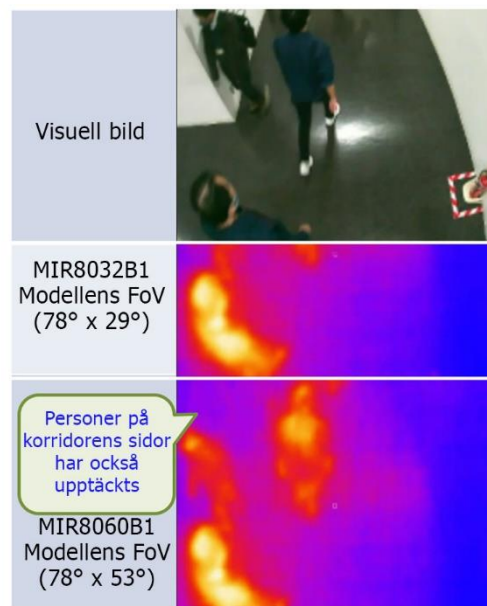 Visuell bild
MIR8032B1
Modellens FoV
(78° x 29°)
Personer på
korridorens sidor
har också
upptäckts
MIR8060B1
Modellens FoV
(78° x 53°)